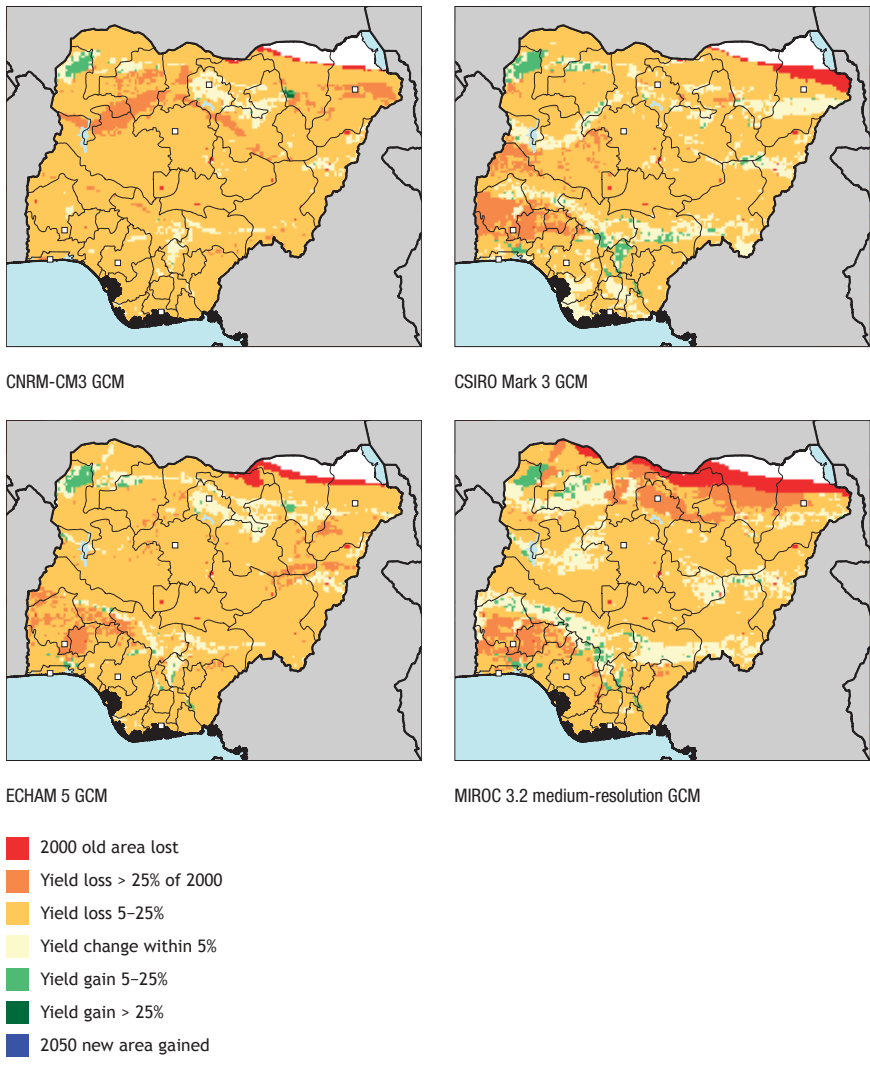 CNRM-CM3 GCM
CSIRO Mark 3 GCM
ECHAM 5 GCM
MIROC 3.2 medium-resolution GCM
2000 old area lost
Yield loss > 25% of 2000
Yield loss 5–25%
Yield change within 5%
Yield gain 5–25%
Yield gain > 25%
2050 new area gained